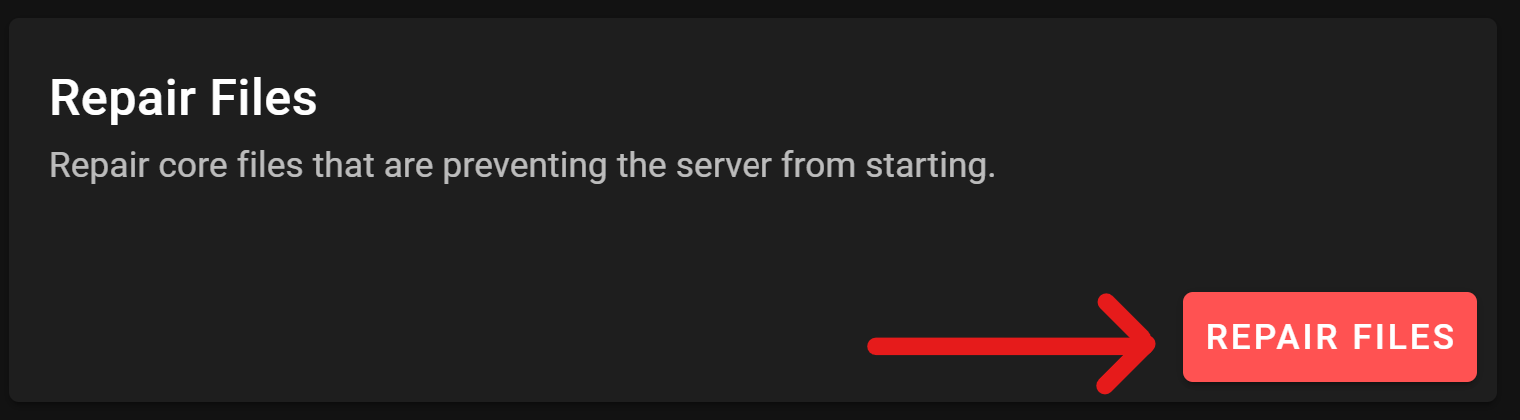 Repair Files
Repair core files that are preventing the server from starting.
REPAIR FILES